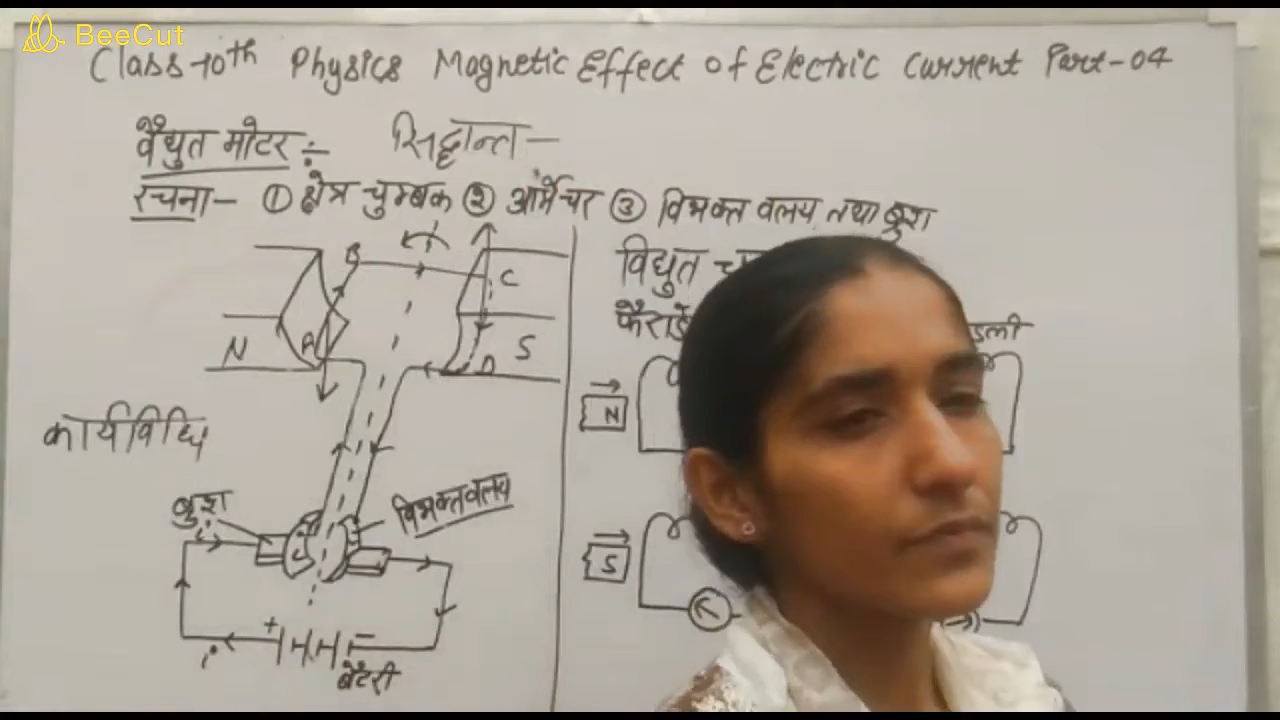 BeeCut
Class-10th Physics Magnetic Effect of Electric Current Part-04
वैद्युत मोटर ÷ सिद्धान्त-
रचना- ① क्षेत्र चुम्बक ② आर्मेचर ③ विभक्त वलय तथा बुश
विद्युत
B
C
N
A
D
S
N
कार्यविधि
बुश
विभक्तवलय
S
+
-
i
बैटरी